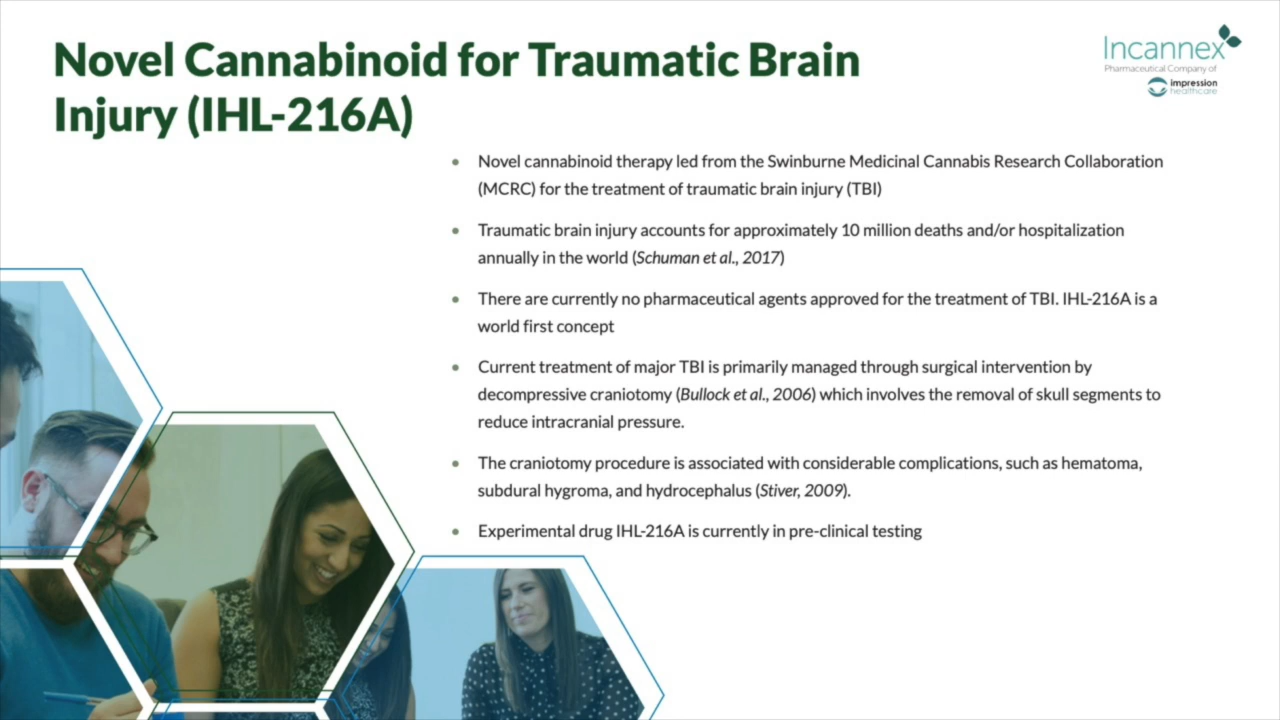 Novel Cannabinoid for Traumatic Brain
Injury (IHL-216A)
Incannex
Pharmaceutical Company of
impression
healthcare
• Novel cannabinoid therapy led from the Swinburne Medicinal Cannabis Research Collaboration
(MCRC) for the treatment of traumatic brain injury (TBI)
• Traumatic brain injury accounts for approximately 10 million deaths and/or hospitalization
annually in the world (Schuman et al., 2017)
• There are currently no pharmaceutical agents approved for the treatment of TBI. IHL-216A is a
world first concept
• Current treatment of major TBI is primarily managed through surgical intervention by
decompressive craniotomy (Bullock et al., 2006) which involves the removal of skull segments to
reduce intracranial pressure.
• The craniotomy procedure is associated with considerable complications, such as hematoma,
subdural hygroma, and hydrocephalus (Stiver, 2009).
• Experimental drug IHL-216A is currently in pre-clinical testing